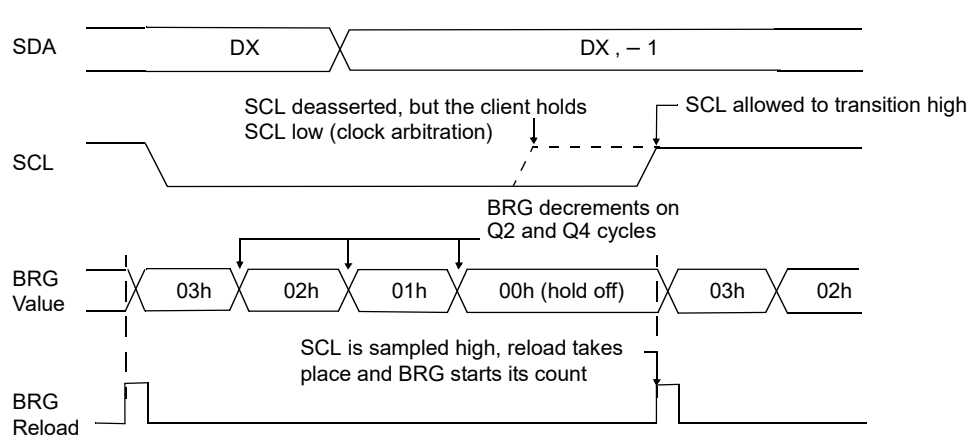 SDA
DX
DX , – 1
SCL deasserted, but the client holds
SCL low (clock arbitration)
SCL allowed to transition high
SCL
BRG decrements on
Q2 and Q4 cycles
BRG
Value
03h
02h
01h
00h (hold off)
03h
02h
SCL is sampled high, reload takes
place and BRG starts its count
BRG
Reload